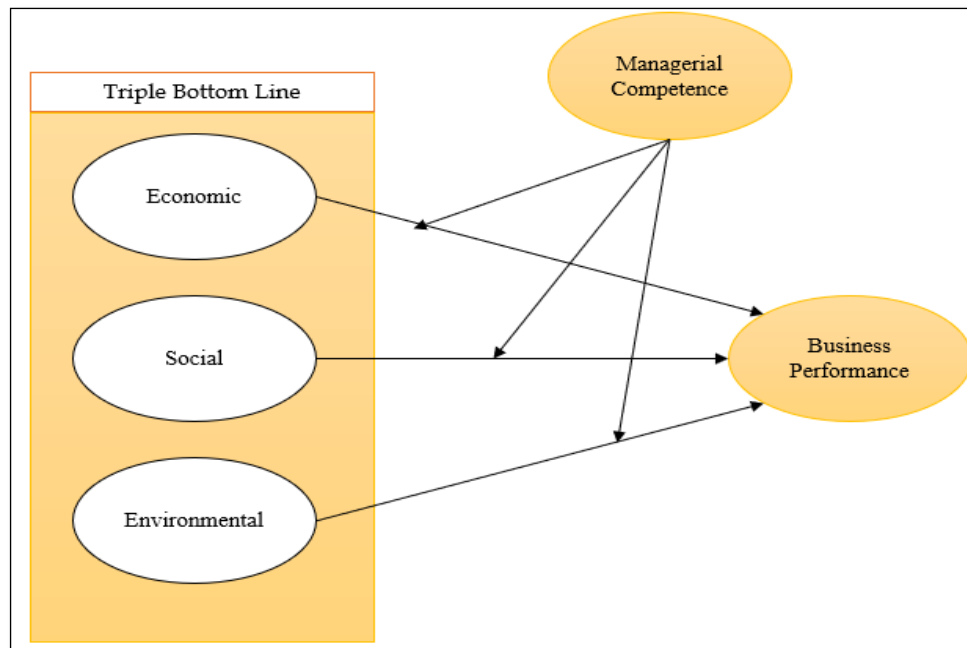 Managerial
Competence
Triple Bottom Line
Economic
Social
Business
Performance
Environmental